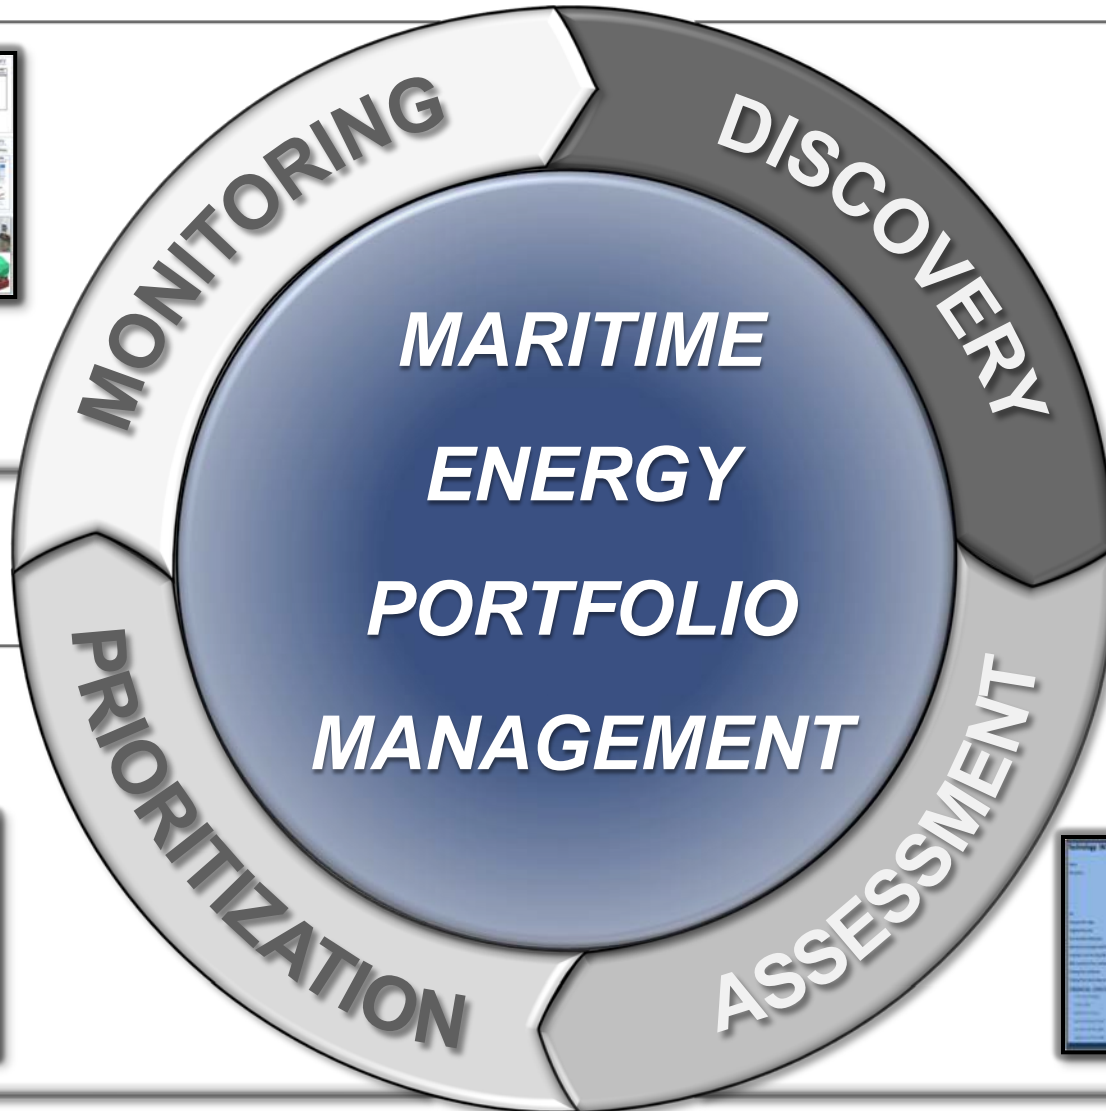 MONITORING
DISCOVERY
MARITIME
ENERGY
PORTFOLIO
MANAGEMENT
PRIORITIZATION
ASSESSMENT